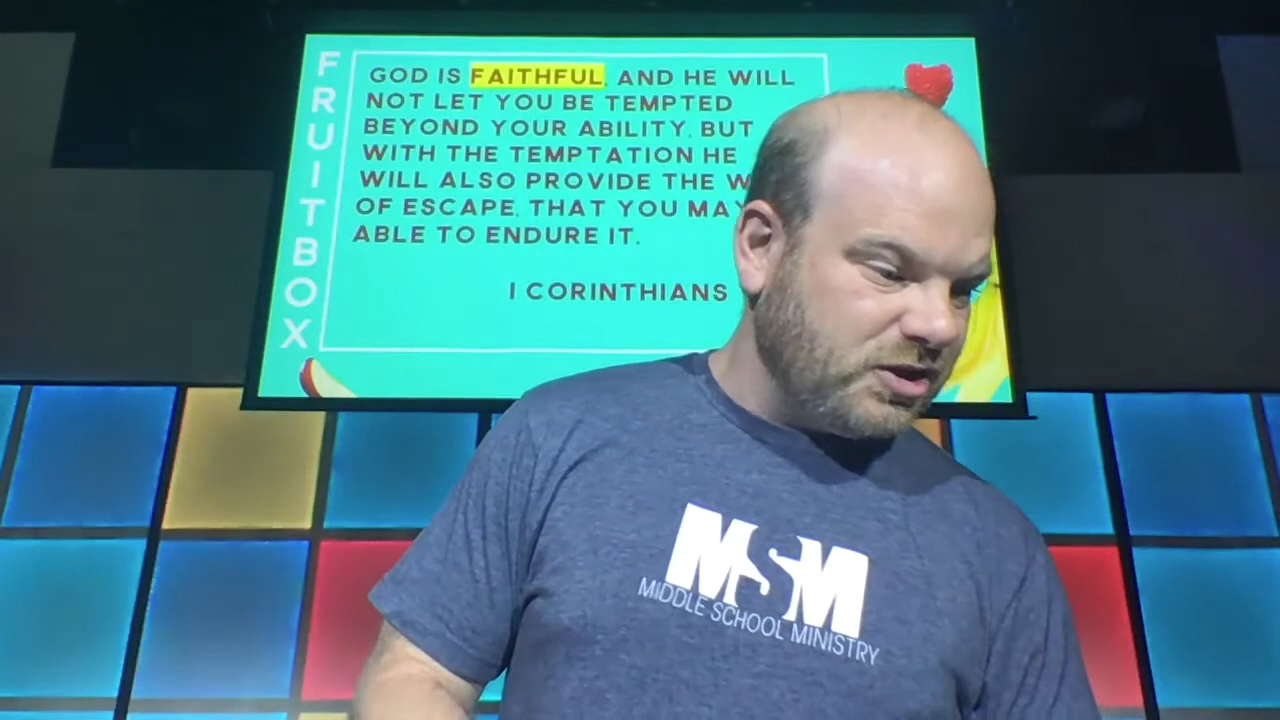 FRUITBOX
GOD IS FAITHFUL, AND HE WILL
NOT LET YOU BE TEMPTED
BEYOND YOUR ABILITY, BUT
WITH THE TEMPTATION HE
WILL ALSO PROVIDE THE
OF ESCAPE, THAT YOU MAY
ABLE TO ENDURE IT.
I CORINTHIANS
MSM
MIDDLE SCHOOL MINISTRY